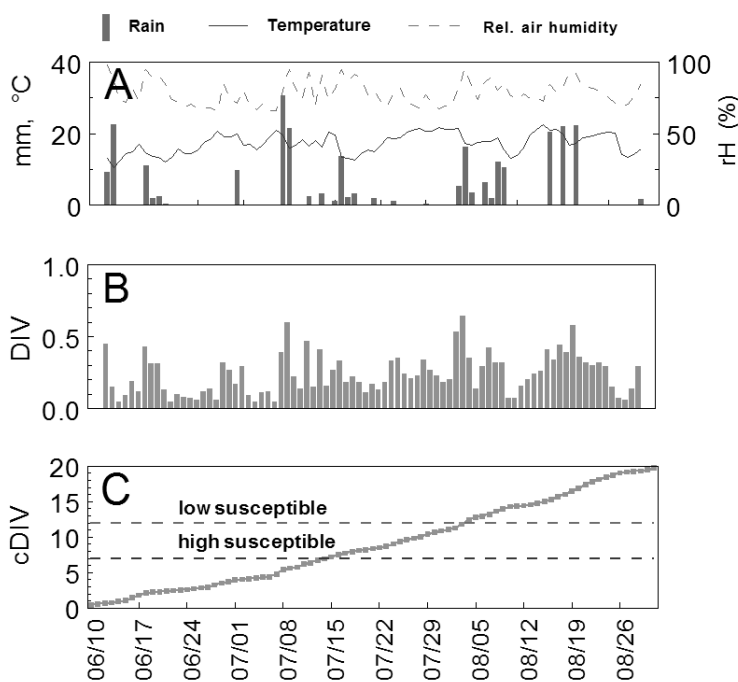 Rain Temperature Rel. air humidity
A
40 100
mm, °C
20 50
rH (%)
0 0
B
1.0
DIV
0.5
0.0
C
20
15
low susceptible
cDIV
10
high susceptible
5
0
06/10 06/17 06/24 07/01 07/08 07/15 07/22 07/29 08/05 08/12 08/19 08/26